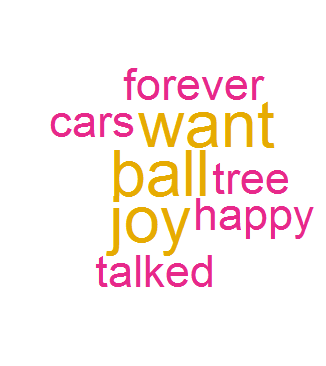 forever
cars want
ball tree
joy happy
talked